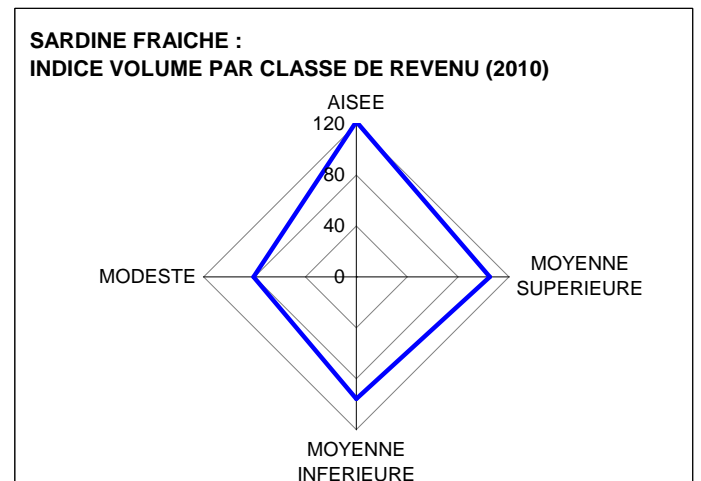 SARDINE FRAICHE :
INDICE VOLUME PAR CLASSE DE REVENU (2010)
AISEE
120
80
40
MODESTE
0
MOYENNE
SUPERIEURE
MOYENNE
INFERIEURE